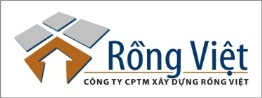 Rồng Việt
CÔNG TY CPTM XÂY DỰNG RỒNG VIỆT